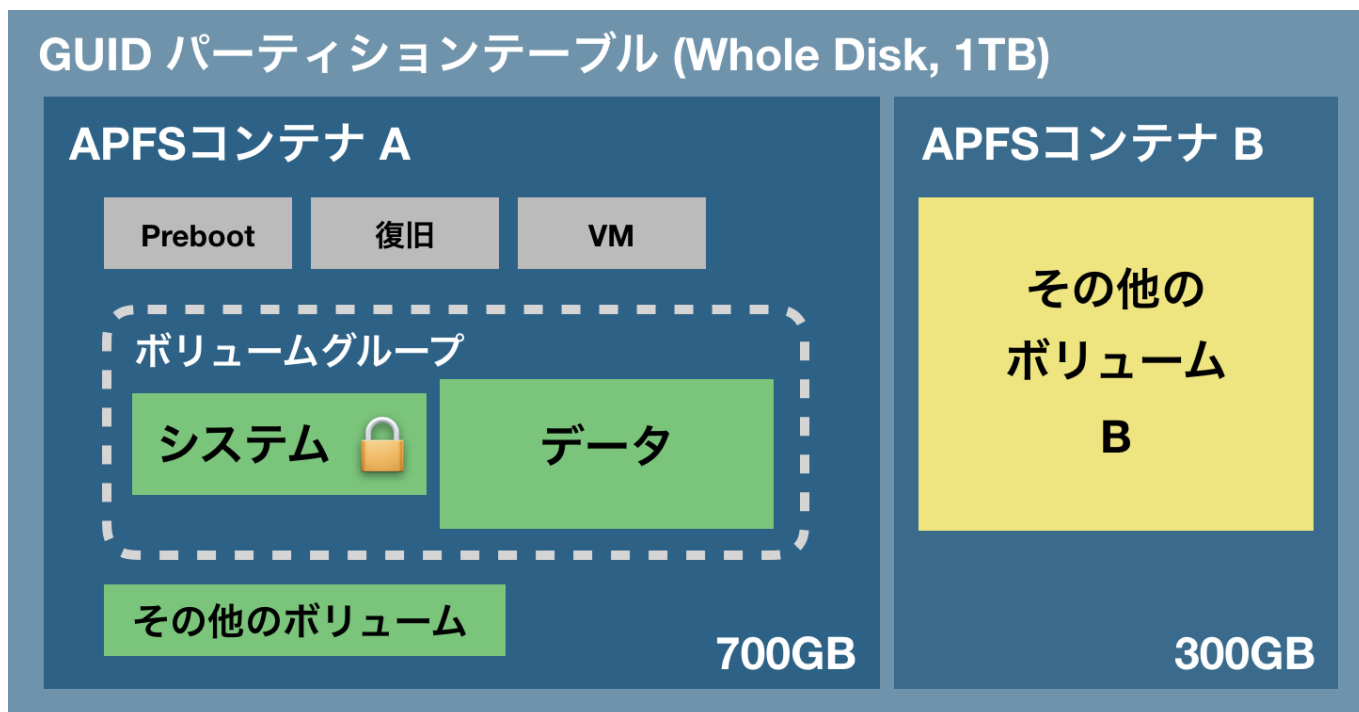 GUID パーティションテーブル (Whole Disk, 1TB)
APFSコンテナ A
Preboot
復旧
VM
ボリュームグループ
システム
データ
その他のボリューム
700GB
APFSコンテナ B
その他の
ボリューム
B
300GB